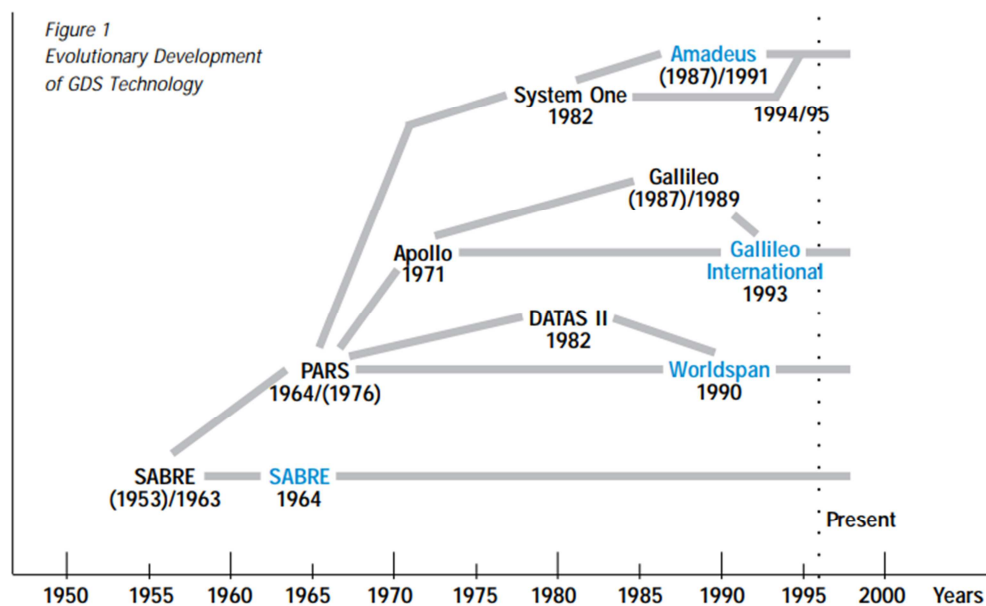 Figure 1
Evolutionary Development
of GDS Technology
Amadeus
(1987)/1991
System One
1982
1994/95
Gallileo
(1987)/1989
Apollo
1971
Gallileo
International
1993
DATAS II
1982
PARS
1964/(1976)
Worldspan
1990
SABRE
(1953)/1963
SABRE
1964
Present
1950 1955 1960 1965 1970 1975 1980 1985 1990 1995 2000 Years